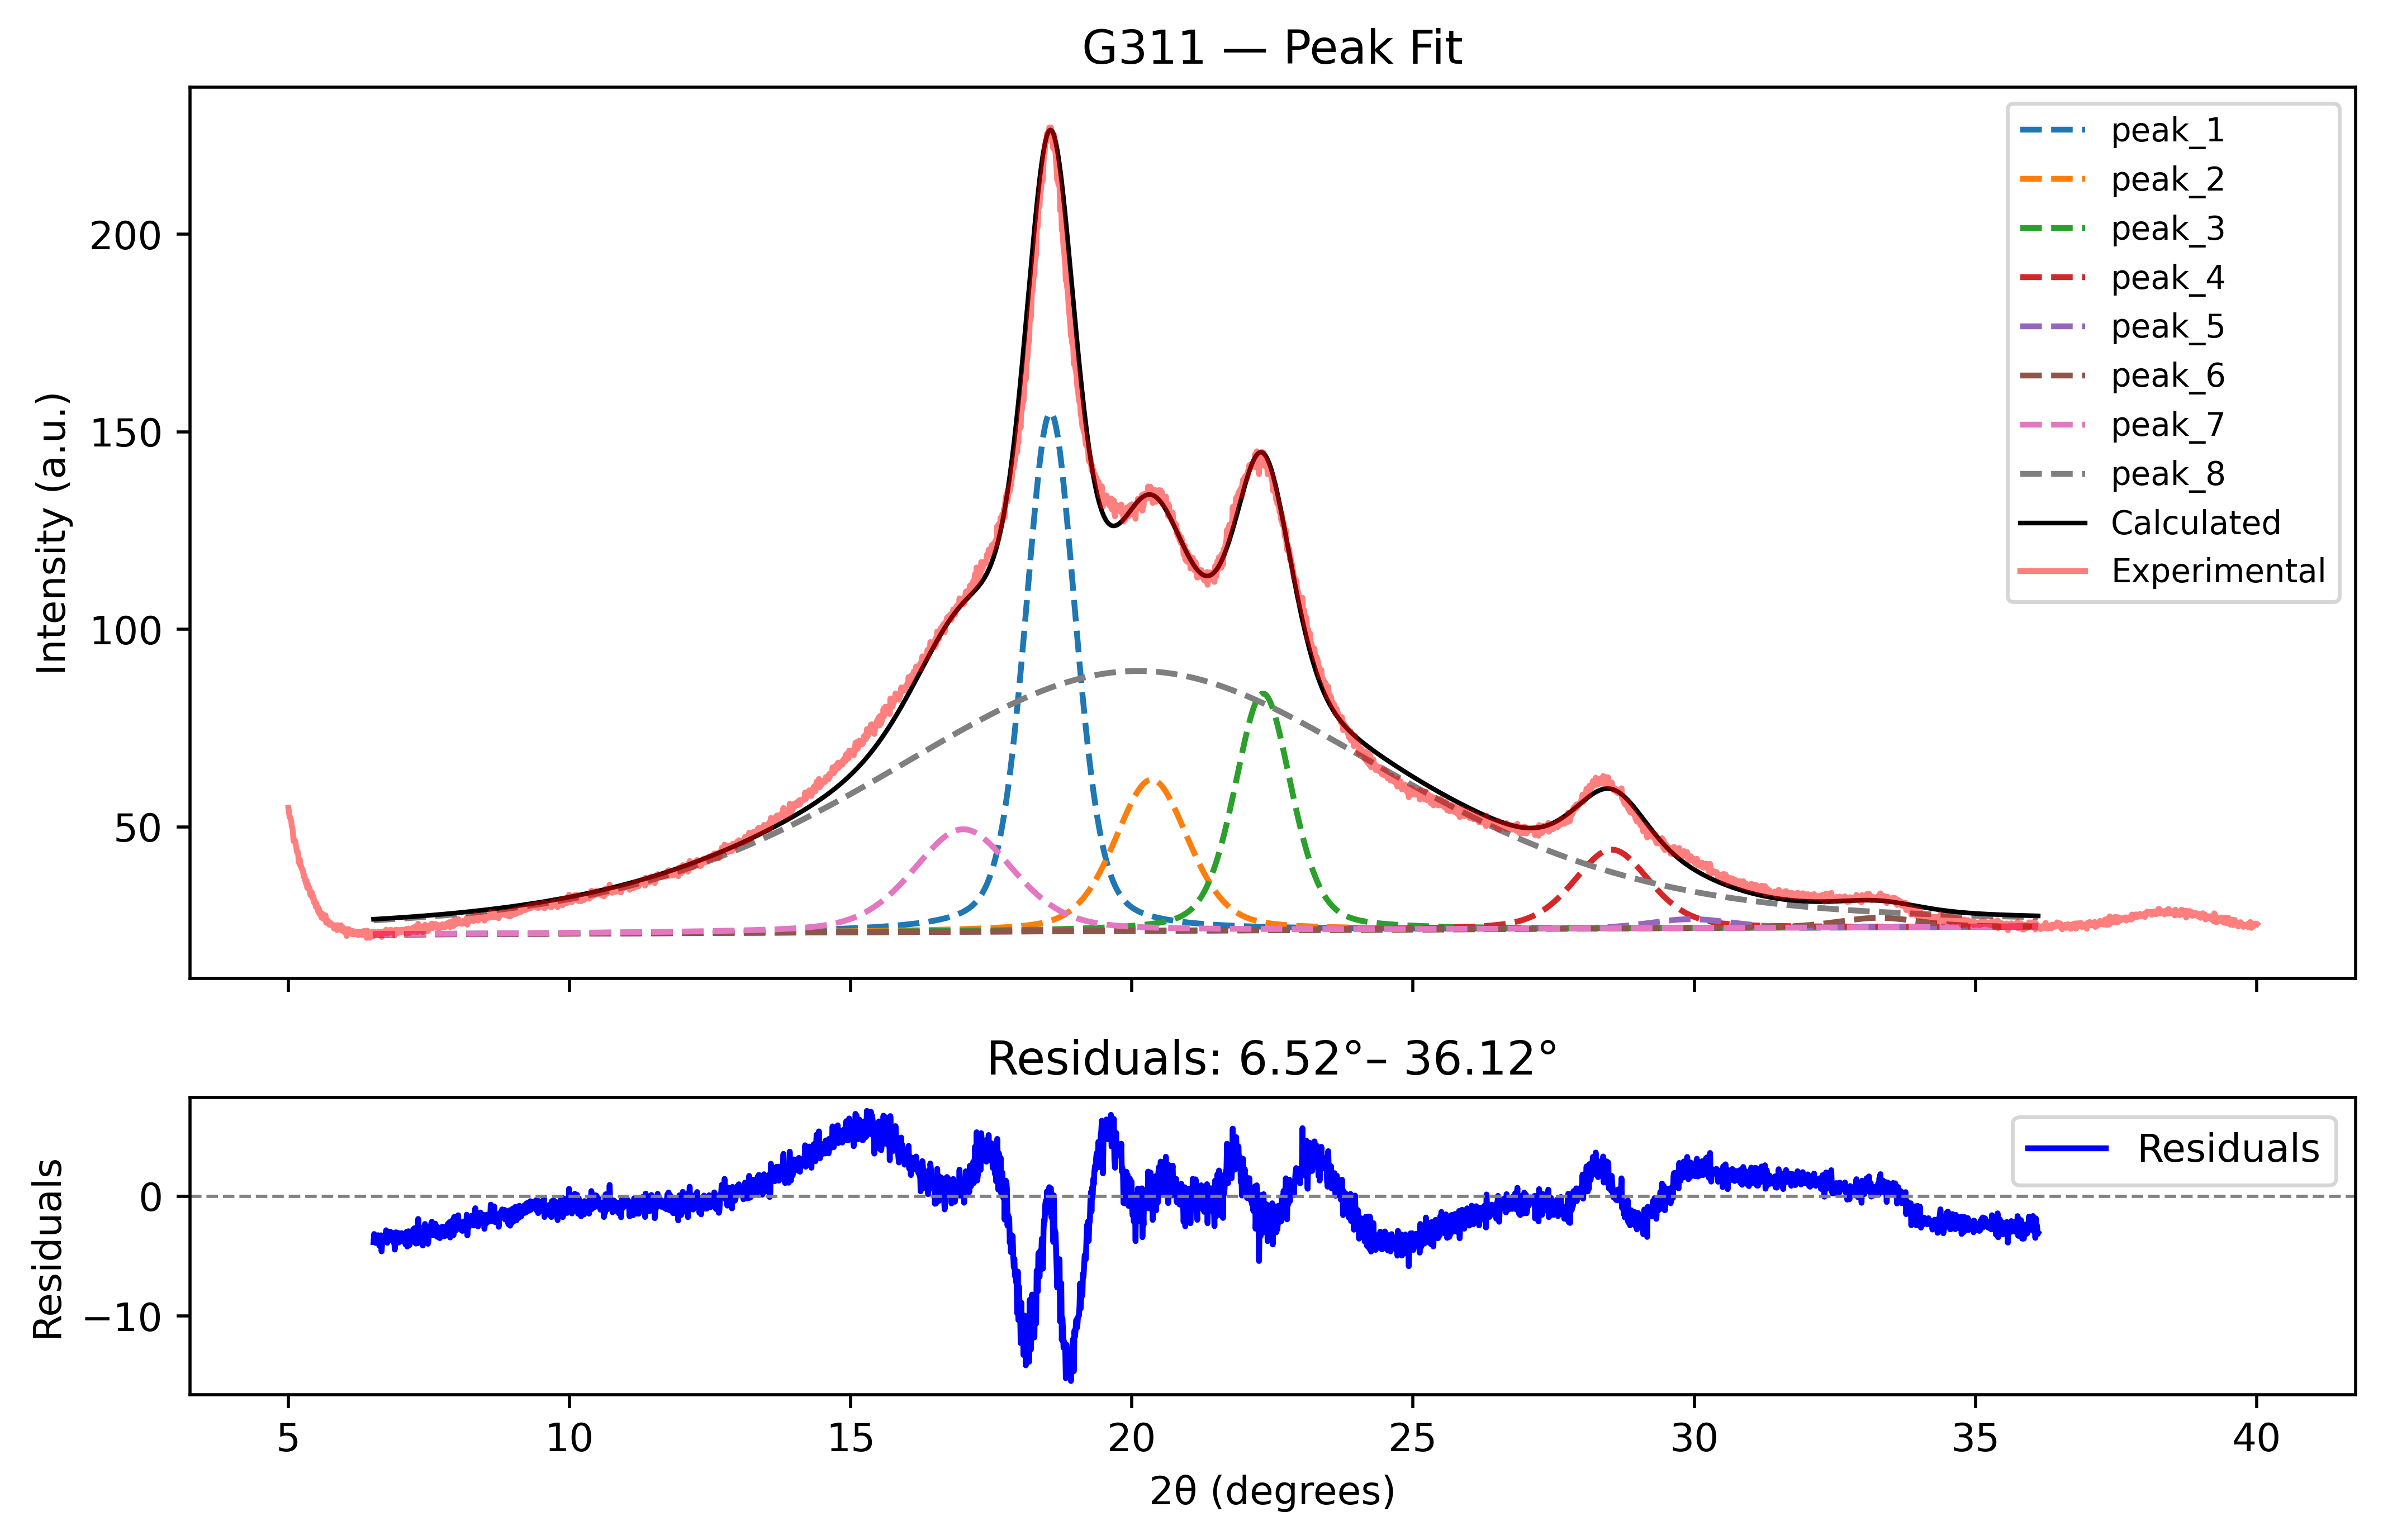 G311 — Peak Fit
Intensity (a.u.)
200
150
100
50
peak_1
peak_2
peak_3
peak_4
peak_5
peak_6
peak_7
peak_8
Calculated
Experimental
Residuals: 6.52°– 36.12°
Residuals
0
−10
Residuals
5 10 15 20 25 30 35 40
2θ (degrees)